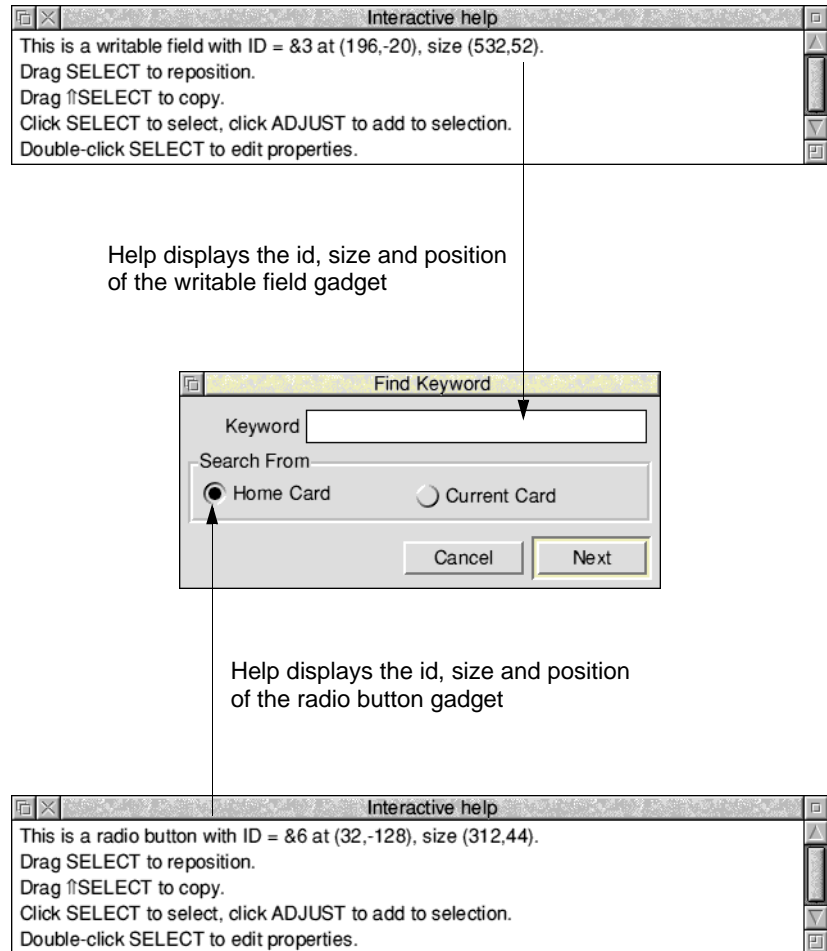 Interactive help
This is a writable field with ID = &3 at (196,-20), size (532,52).
Drag SELECT to reposition.
Drag ⇑SELECT to copy.
Click SELECT to select, click ADJUST to add to selection.
Double-click SELECT to edit properties.
Help displays the id, size and position
of the writable field gadget
Find Keyword
Keyword
Search From
Home Card Current Card
Cancel Next
Help displays the id, size and position
of the radio button gadget
Interactive help
This is a radio button with ID = &6 at (32,-128), size (312,44).
Drag SELECT to reposition.
Drag ⇑SELECT to copy.
Click SELECT to select, click ADJUST to add to selection.
Double-click SELECT to edit properties.